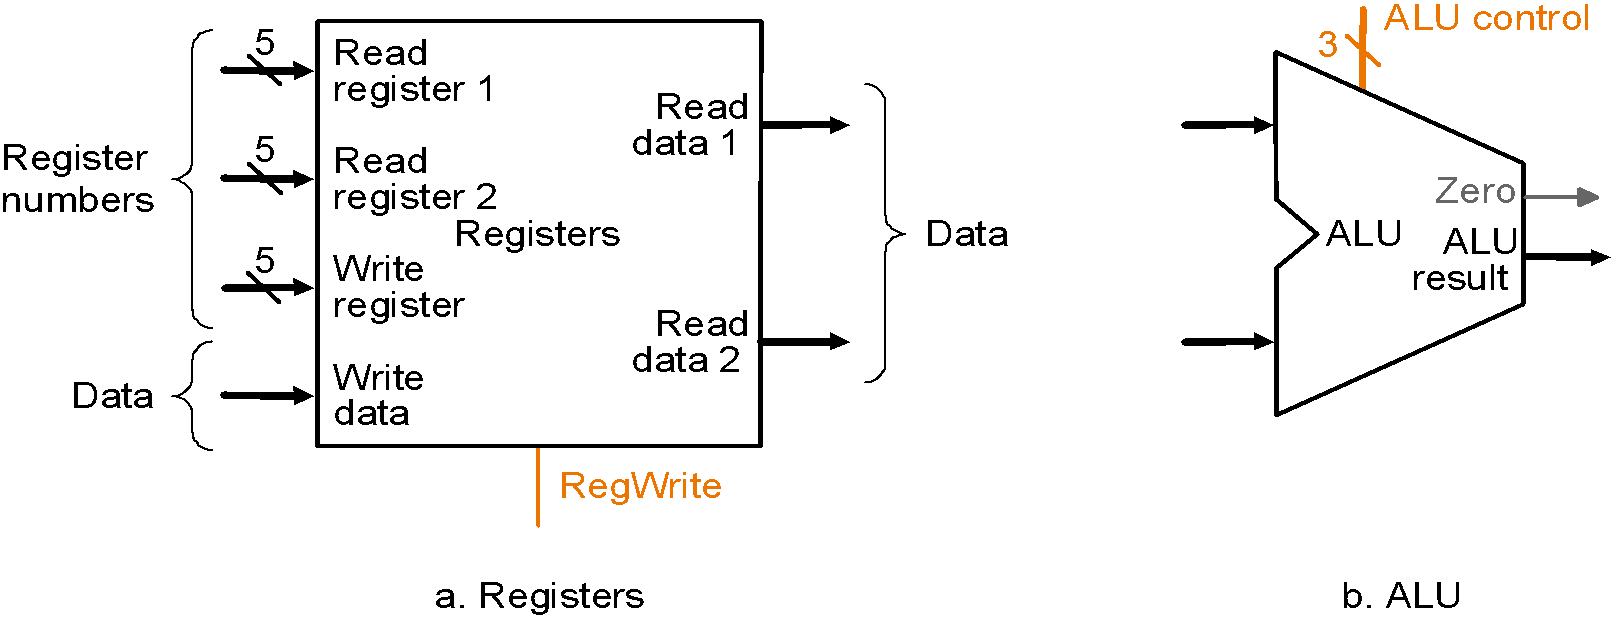 Register
numbers
Data
5
5
5
Read
register 1
Read
register 2
Registers
Write
register
Write
data
Read
data 1
Read
data 2
Data
RegWrite
a. Registers
ALU control
3
Zero
ALU
ALU
result
b. ALU